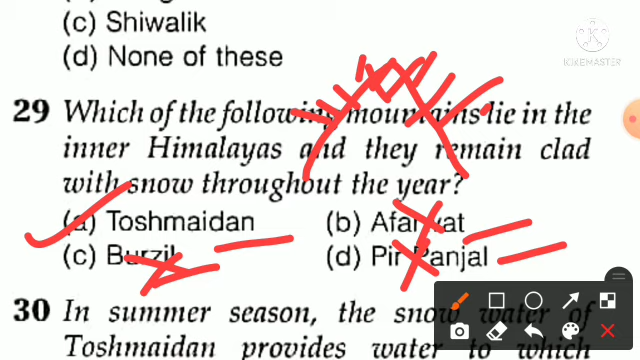 (c) Shiwalik
(d) None of these
KINEMASTER
29 Which of the following mountains lie in the
inner Himalayas and they remain clad
with snow throughout the year?
(a) Toshmaidan (b) Afarwat
(c) Burzil (d) Pir Panjal
30 In summer season, the snow water of
Toshmaidan provides water to which